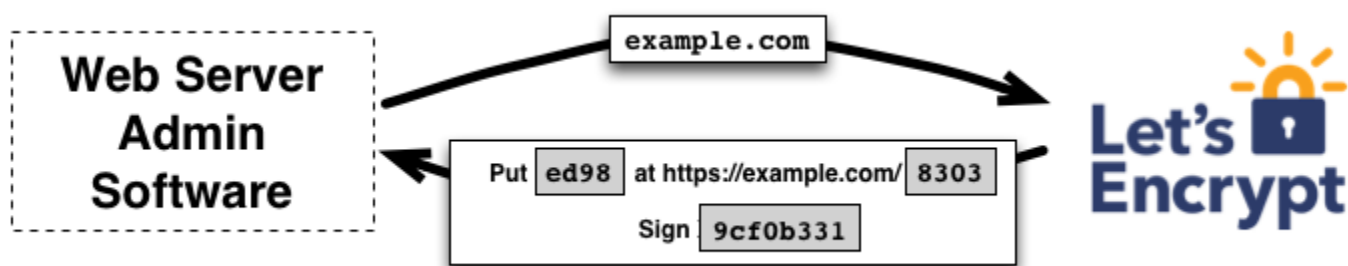 Web Server
Admin
Software
example.com
Put ed98 at https://example.com/ 8303
Sign 9cf0b331
Let's
Encrypt